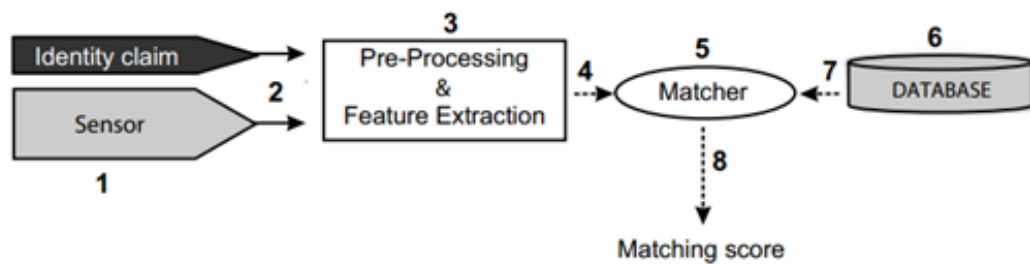 3
Identity claim
Pre-Processing
&
Feature Extraction
2
4
5
Matcher
7
6
DATABASE
Sensor
1
8
Matching score